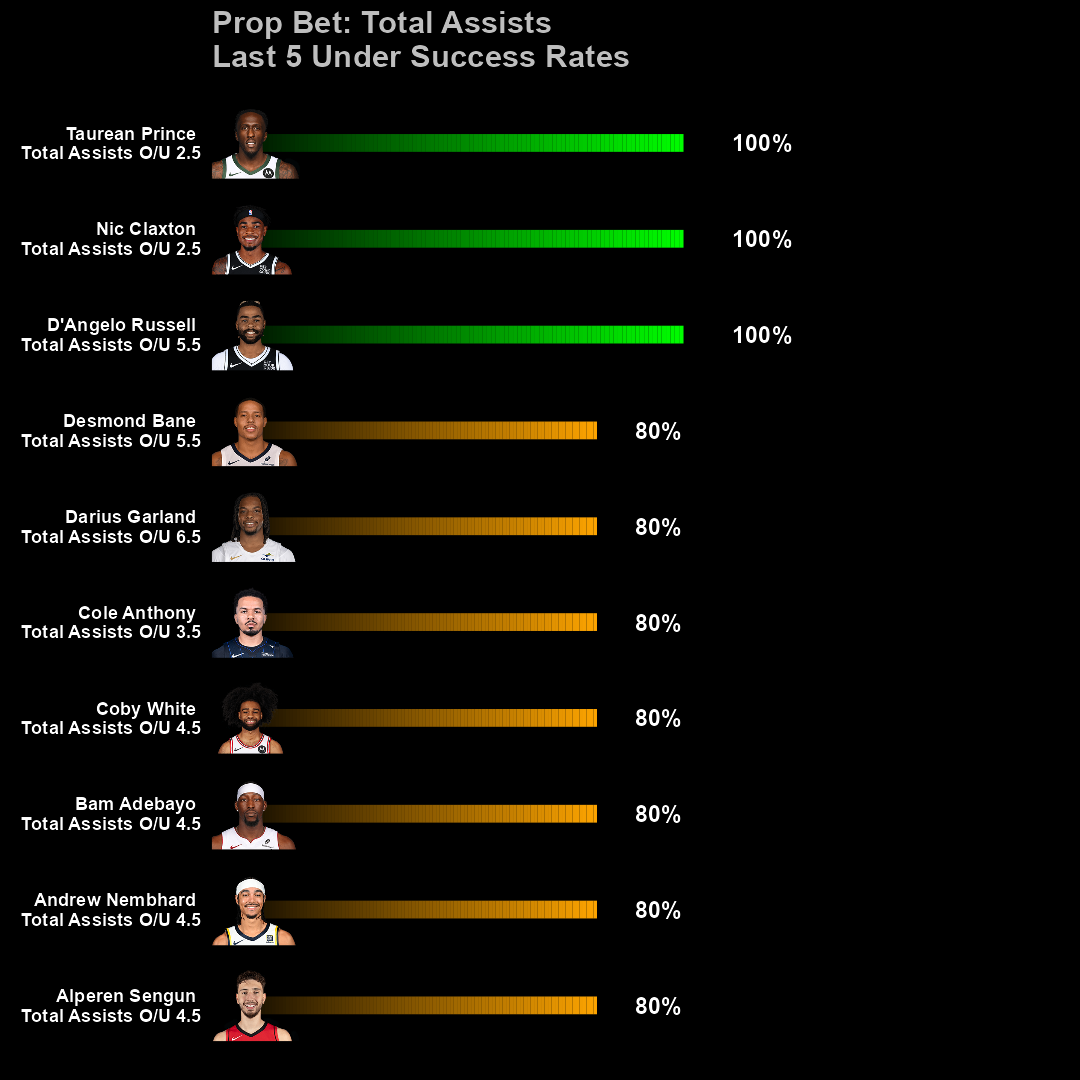 Prop Bet: Total Assists
Last 5 Under Success Rates
Taurean Prince
Total Assists O/U 2.5
100%
Nic Claxton
Total Assists O/U 2.5
100%
D'Angelo Russell
Total Assists O/U 5.5
100%
Desmond Bane
Total Assists O/U 5.5
80%
Darius Garland
Total Assists O/U 6.5
80%
Cole Anthony
Total Assists O/U 3.5
80%
Coby White
Total Assists O/U 4.5
80%
Bam Adebayo
Total Assists O/U 4.5
80%
Andrew Nembhard
Total Assists O/U 4.5
80%
Alperen Sengun
Total Assists O/U 4.5
80%